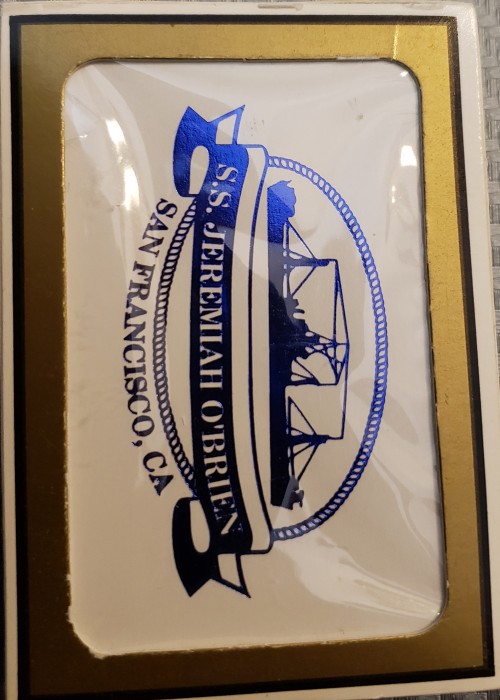 S.S. JEREMIAH O'BRIEN
SAN FRANCISCO, CA